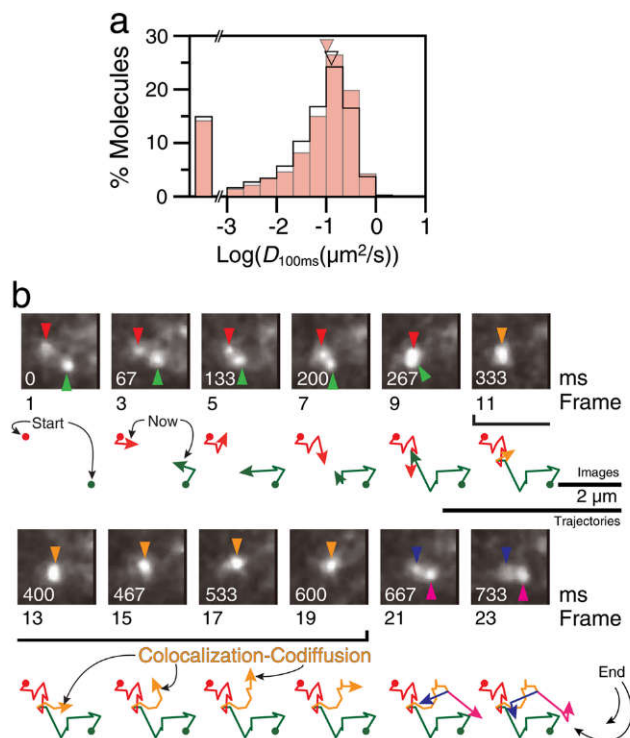 a
30
20
10
0
% Molecules
-3 -2 -1 0 1
Log(D100ms(μm²/s))
b
0 67 133 200 267 333 ms
1 3 5 7 9 11 Frame
Start Now
Images
2 μm
Trajectories
400 467 533 600 667 733 ms
13 15 17 19 21 23 Frame
Colocalization-Codiffusion
End